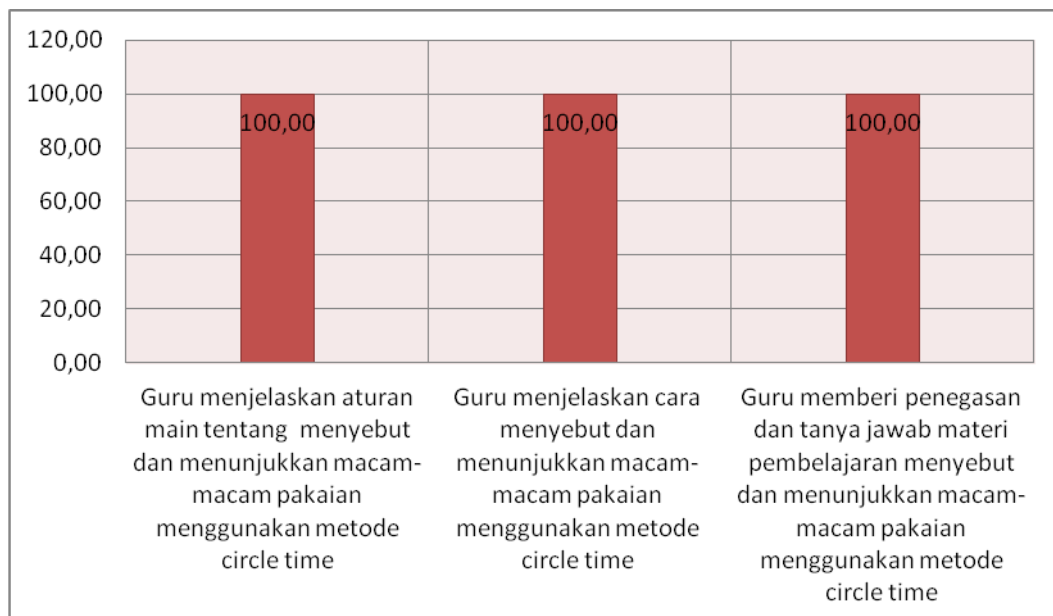 120,00
100,00
80,00
60,00
40,00
20,00
0,00
100,00
100,00
100,00
Guru menjelaskan aturan
main tentang  menyebut
dan menunjukkan macam-
macam pakaian
menggunakan metode
circle time
Guru menjelaskan cara
menyebut dan
menunjukkan macam-
macam pakaian
menggunakan metode
circle time
Guru memberi penegasan
dan tanya jawab materi
pembelajaran menyebut
dan menunjukkan macam-
macam pakaian
menggunakan metode
circle time